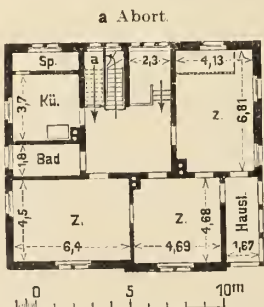 a Abort.
Sp. a 2,3 4,13
Kü. 3,7 Z. 6,81
Bad 1,8
4,5 Z. 6,4 Z. 4,69 4,68 Haust. 1,67
0 5 10m